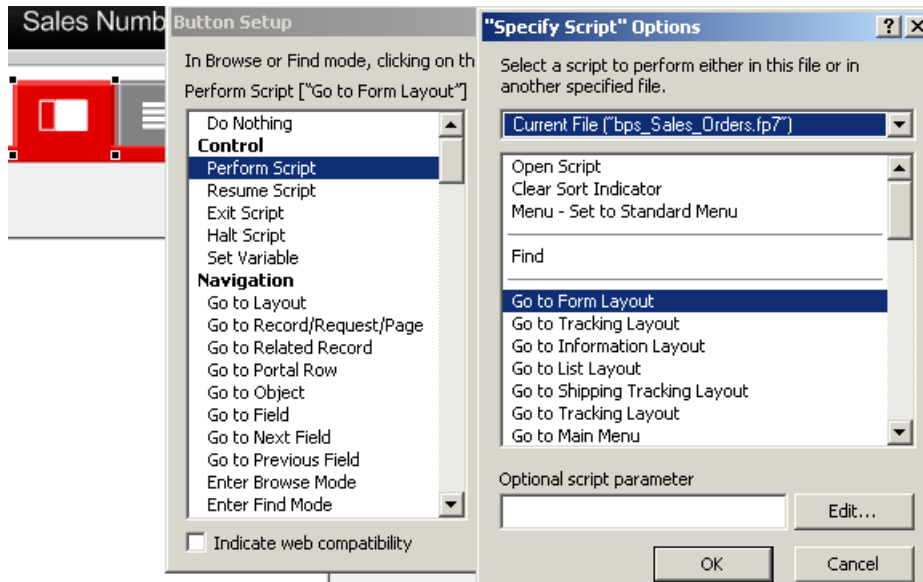 Sales Numb
Button Setup
In Browse or Find mode, clicking on th
Perform Script ["Go to Form Layout"]
Do Nothing
Control
Perform Script
Resume Script
Exit Script
Halt Script
Set Variable
Navigation
Go to Layout
Go to Record/Request/Page
Go to Related Record
Go to Portal Row
Go to Object
Go to Field
Go to Next Field
Go to Previous Field
Enter Browse Mode
Enter Find Mode
Indicate web compatibility
"Specify Script" Options
Select a script to perform either in this file or in
another specified file.
Current File ("bps_Sales_Orders.fp7")
Open Script
Clear Sort Indicator
Menu - Set to Standard Menu
Find
Go to Form Layout
Go to Tracking Layout
Go to Information Layout
Go to List Layout
Go to Shipping Tracking Layout
Go to Tracking Layout
Go to Main Menu
Optional script parameter
Edit...
OK
Cancel